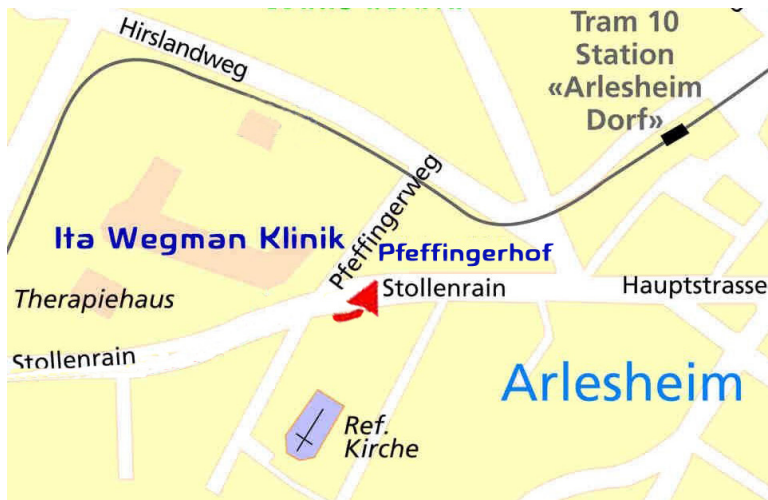 Hirslandweg
Tram 10
Station
«Arlesheim
Dorf»
Pfeffingerweg
Ita Wegman Klinik
Pfeffingerhof
Therapiehaus
Stollenrain
Hauptstrasse
Stollenrain
Arlesheim
Ref.
Kirche